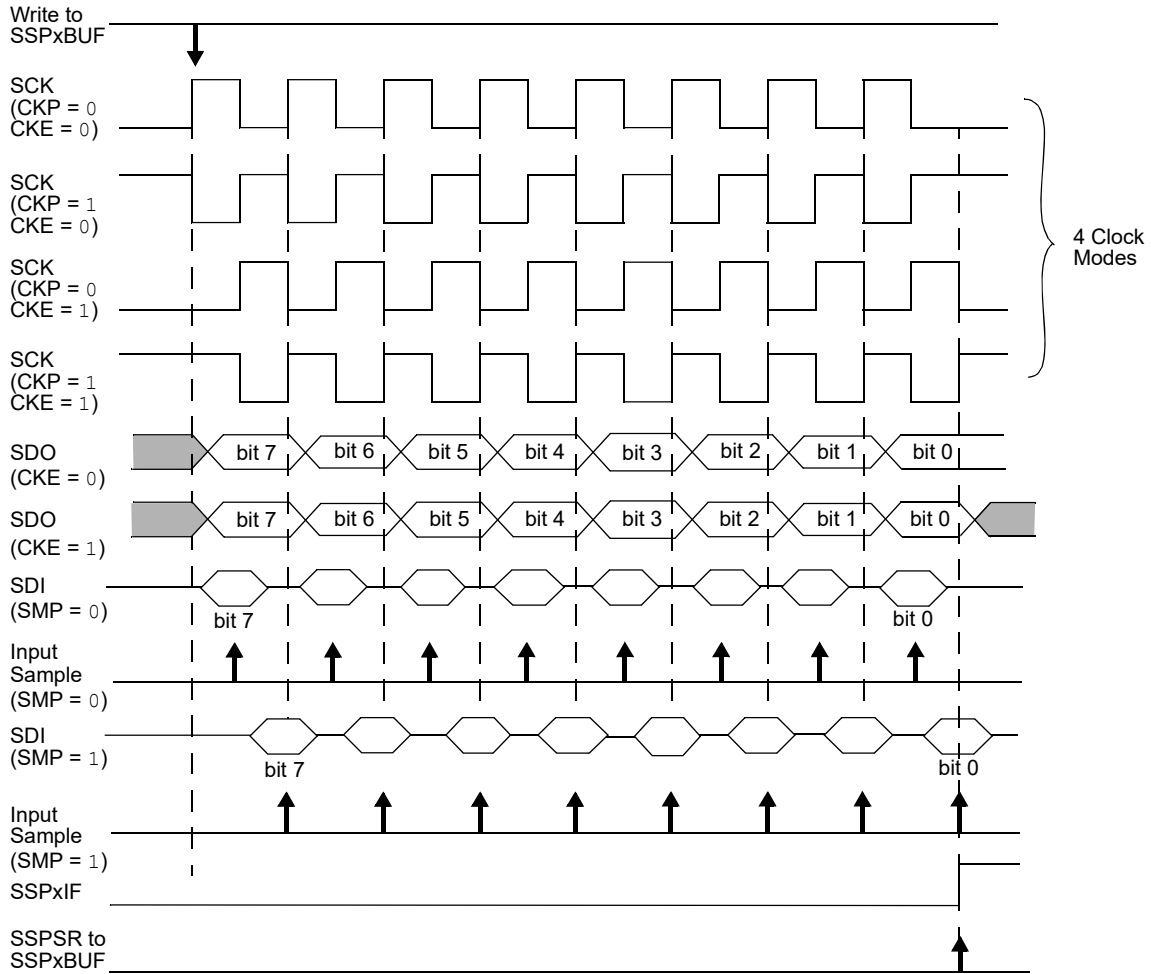 Write to
SSPxBUF
SCK
(CKP = 0
CKE = 0)
SCK
(CKP = 1
CKE = 0)
SCK
(CKP = 0
CKE = 1)
SCK
(CKP = 1
CKE = 1)
4 Clock
Modes
SDO
(CKE = 0)
bit 7 bit 6 bit 5 bit 4 bit 3 bit 2 bit 1 bit 0
SDO
(CKE = 1)
bit 7 bit 6 bit 5 bit 4 bit 3 bit 2 bit 1 bit 0
SDI
(SMP = 0)
bit 7 bit 0
Input
Sample
(SMP = 0)
SDI
(SMP = 1)
bit 7 bit 0
Input
Sample
(SMP = 1)
SSPxIF
SSPSR to
SSPxBUF